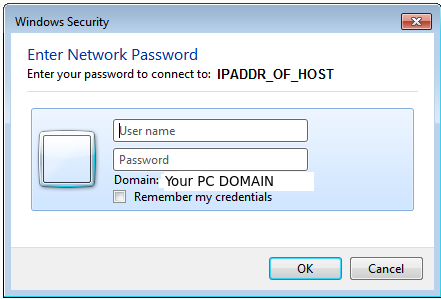 Windows Security
Enter Network Password
Enter your password to connect to: IPADDR_OF_HOST
User name
Password
Domain: Your PC DOMAIN
Remember my credentials
OK
Cancel